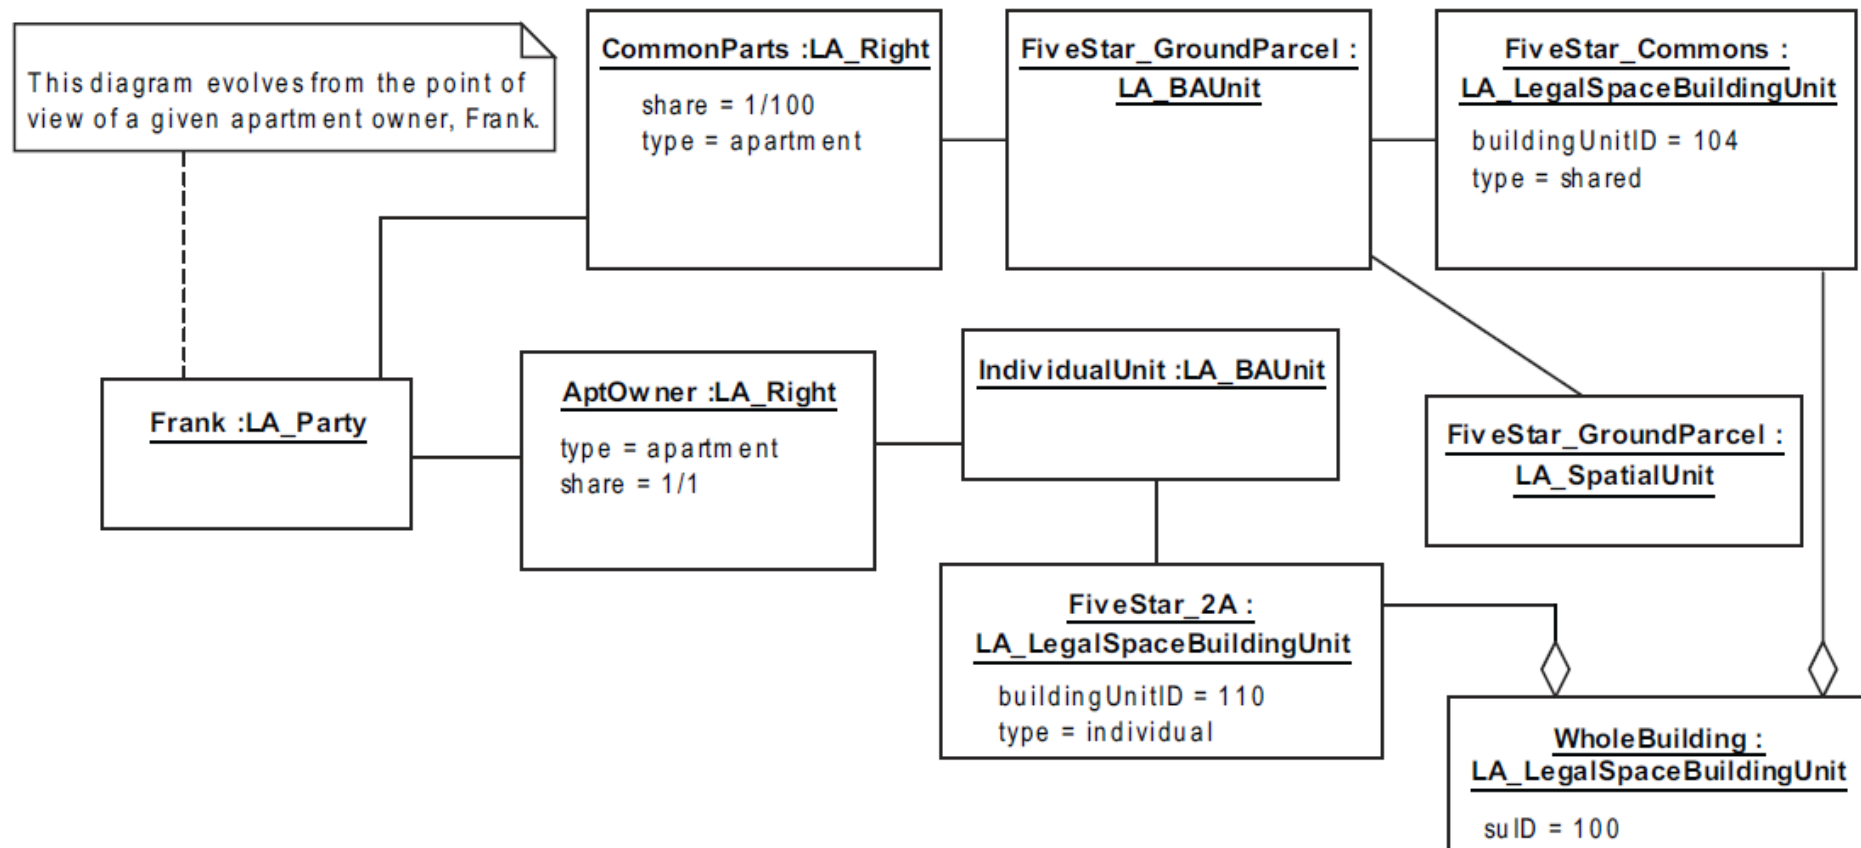 This diagram evolves from the point of
view of a given apartment owner, Frank.
CommonParts :LA_Right
share = 1/100
type = apartment
FiveStar_GroundParcel :
LA_BAUnit
FiveStar_Commons :
LA_LegalSpaceBuildingUnit
buildingUnitID = 104
type = shared
Frank :LA_Party
AptOwner :LA_Right
type = apartment
share = 1/1
IndividualUnit :LA_BAUnit
FiveStar_GroundParcel :
LA_SpatialUnit
FiveStar_2A :
LA_LegalSpaceBuildingUnit
buildingUnitID = 110
type = individual
WholeBuilding :
LA_LegalSpaceBuildingUnit
suID = 100